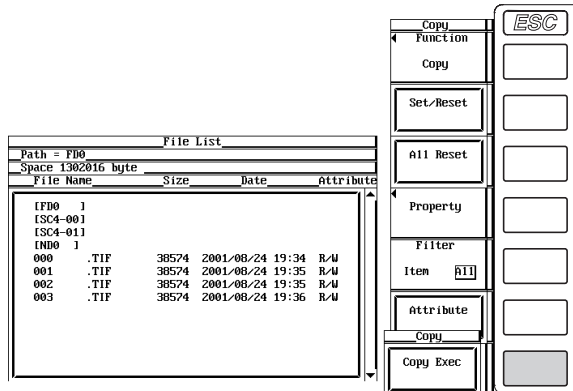 File List
Path = FD0
Space 1302016 byte
File Name Size Date Attribute
[FD0 ]
[SC4-00]
[SC4-01]
[ND0 ]
000 .TIF 38574 2001/08/24 19:34 R/W
001 .TIF 38574 2001/08/24 19:35 R/W
002 .TIF 38574 2001/08/24 19:35 R/W
003 .TIF 38574 2001/08/24 19:36 R/W
Copy
Function
Copy
Set/Reset
All Reset
Property
Filter
Item All
Attribute
Copy
Copy Exec
ESC